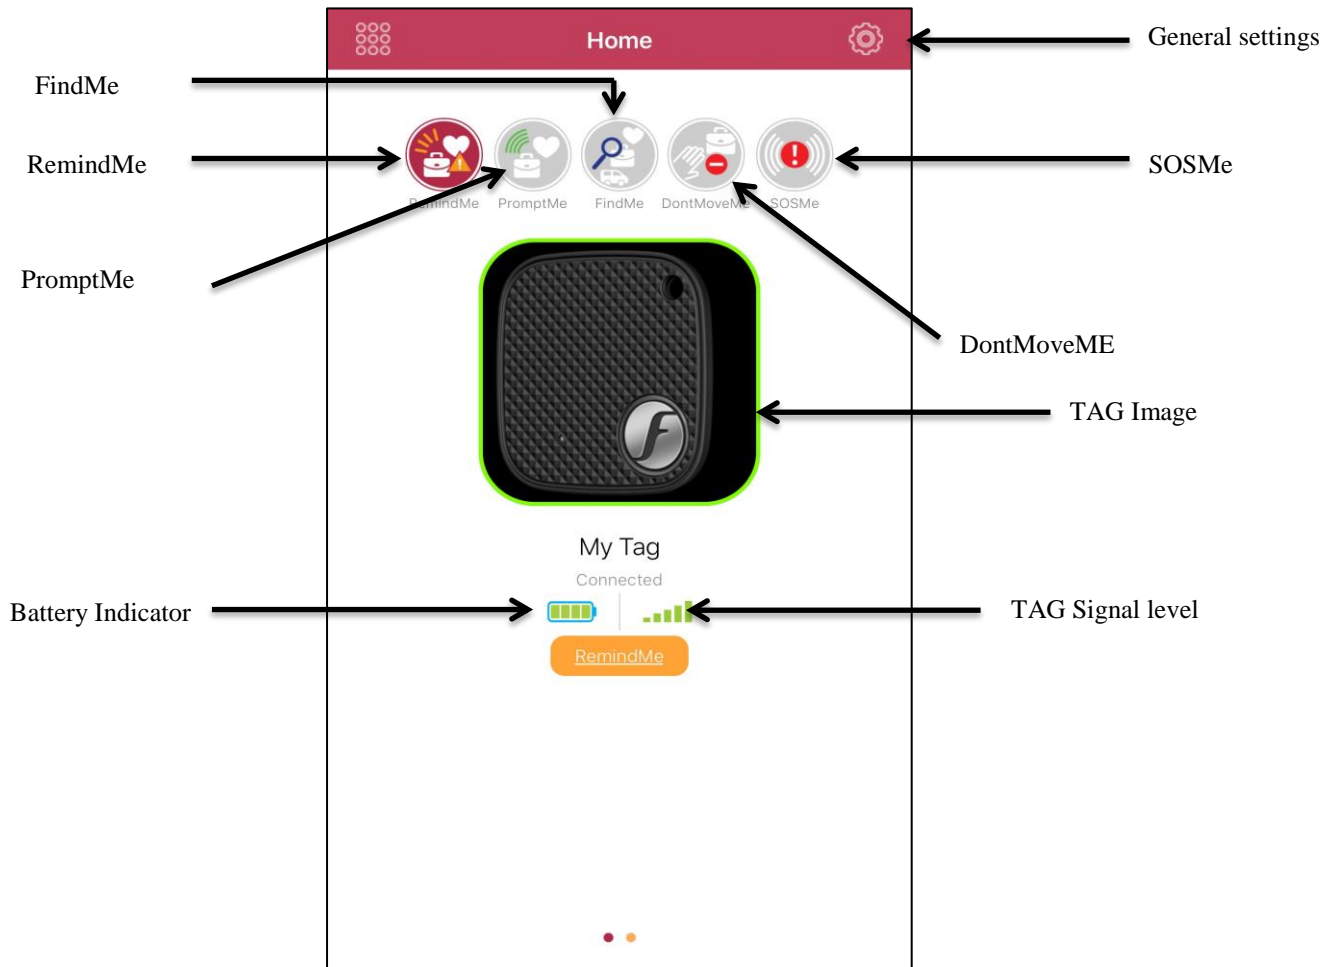 Home
General settings
FindMe
RemindMe
SOSMe
RemindMe PromptMe FindMe DontMoveMe SOSMe
PromptMe
DontMoveME
TAG Image
My Tag
Connected
Battery Indicator
TAG Signal level
RemindMe